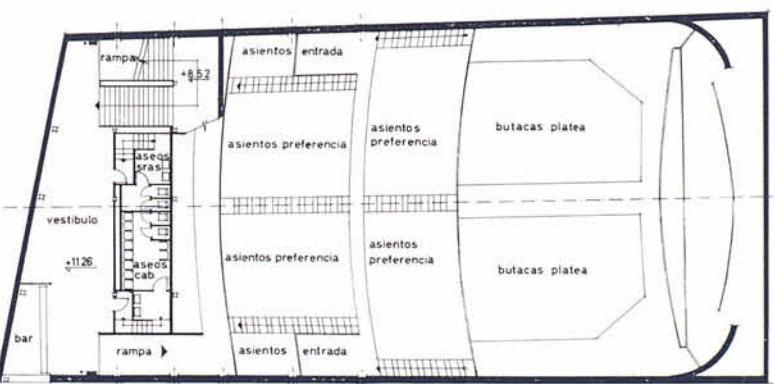 rampa
+8.52
asientos entrada
aseos
sras
asientos preferencia
asientos
preferencia
butacas platea
vestibulo
+11.26
aseos
cab.
asientos preferencia
asientos
preferencia
butacas platea
bar
rampa
asientos entrada